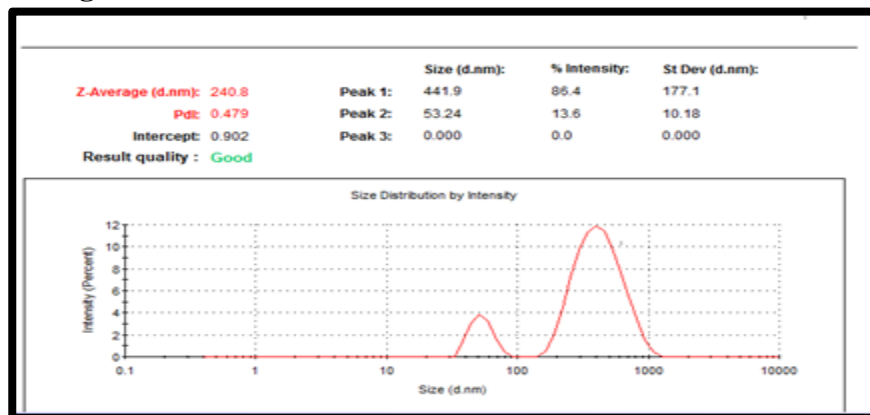 Size (d.nm): % Intensity: St Dev (d.nm):
Z-Average (d.nm): 240.8 Peak 1: 441.9 86.4 177.1
PdI: 0.479 Peak 2: 53.24 13.6 10.18
Intercept: 0.902 Peak 3: 0.000 0.0 0.000
Result quality : Good
Size Distribution by Intensity
Intensity (Percent)
12
10
8
6
4
2
0
0.1 1 10 100 1000 10000
Size (d.nm)